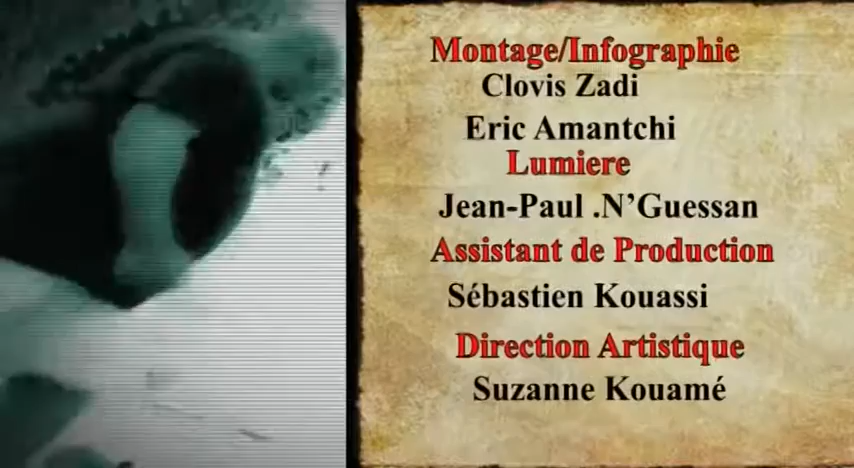 Montage/Infographie
Clovis Zadi
Eric Amantchi
Lumiere
Jean-Paul .N'Guessan
Assistant de Production
Sébastien Kouassi
Direction Artistique
Suzanne Kouamé